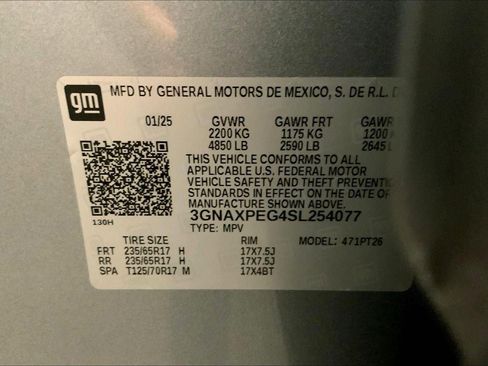 gm
MFD BY GENERAL MOTORS DE MEXICO, S. DE R.L. D
01/25 GVWR GAWR FRT GAWR
2200 KG 1175 KG 1200
4850 LB 2590 LB 2645 L
THIS VEHICLE CONFORMS TO ALL
APPLICABLE U.S. FEDERAL MOTOR
VEHICLE SAFETY AND THEFT PREVENTI
STANDARDS IN EFFECT ON THE DATE OF
MANUFACTURE SHOWN ABOVE.
3GNAXPEG4SL254077
130H TYPE: MPV
TIRE SIZE RIM MODEL: 471PT26
FRT 235/65R17 H 17X7.5J
RR 235/65R17 H 17X7.5J
SPA T125/70R17 M 17X4BT